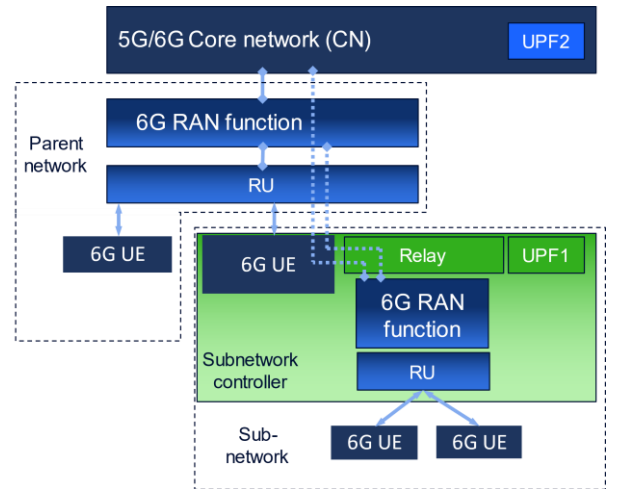 5G/6G Core network (CN)
UPF2
6G RAN function
Parent
network
RU
6G UE
6G UE
Relay
UPF1
6G RAN
function
Subnetwork
controller
RU
Sub-
network
6G UE
6G UE